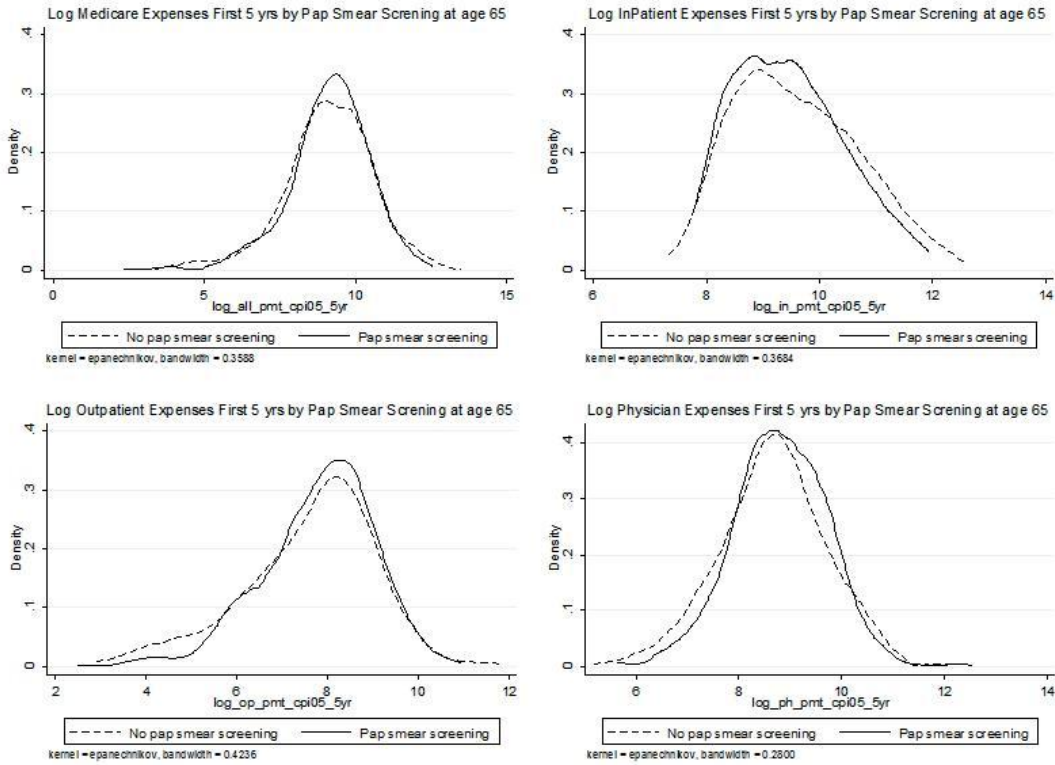 Log Medicare Expenses First 5 yrs by Pap Smear Screning at age 65
.4
.3
.2
.1
0
Density
0 5 10 15
log_all_pmt_cpi05_5yr
No pap smear screening Pap smear screening
kernel = epanechnikov, bandwidth = 0.3588
Log InPatient Expenses First 5 yrs by Pap Smear Screning at age 65
.4
.3
.2
.1
0
Density
6 8 10 12 14
log_in_pmt_cpi05_5yr
No pap smear screening Pap smear screening
kernel = epanechnikov, bandwidth = 0.3684
Log Outpatient Expenses First 5 yrs by Pap Smear Screning at age 65
.4
.3
.2
.1
0
Density
2 4 6 8 10 12
log_op_pmt_cpi05_5yr
No pap smear screening Pap smear screening
kernel = epanechnikov, bandwidth = 0.4236
Log Physician Expenses First 5 yrs by Pap Smear Screning at age 65
.4
.3
.2
.1
0
Density
6 8 10 12 14
log_ph_pmt_cpi05_5yr
No pap smear screening Pap smear screening
kernel = epanechnikov, bandwidth = 0.2800